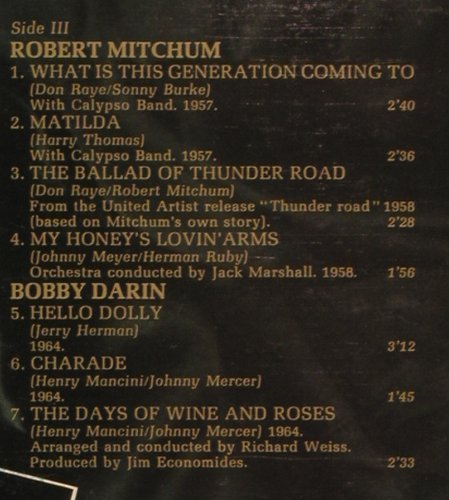 Side III
ROBERT MITCHUM
1. WHAT IS THIS GENERATION COMING TO
(Don Raye/Sonny Burke)
With Calypso Band. 1957. 2'40
2. MATILDA
(Harry Thomas)
With Calypso Band. 1957. 2'36
3. THE BALLAD OF THUNDER ROAD
(Don Raye/Robert Mitchum)
From the United Artist release "Thunder road" 1958
(based on Mitchum's own story). 2'28
4. MY HONEY'S LOVIN'ARMS
(Johnny Meyer/Herman Ruby)
Orchestra conducted by Jack Marshall. 1958. 1'56
BOBBY DARIN
5. HELLO DOLLY
(Jerry Herman)
1964. 3'12
6. CHARADE
(Henry Mancini/Johnny Mercer)
1964. 1'45
7. THE DAYS OF WINE AND ROSES
(Henry Mancini/Johnny Mercer) 1964.
Arranged and conducted by Richard Weiss.
Produced by Jim Economides. 2'33